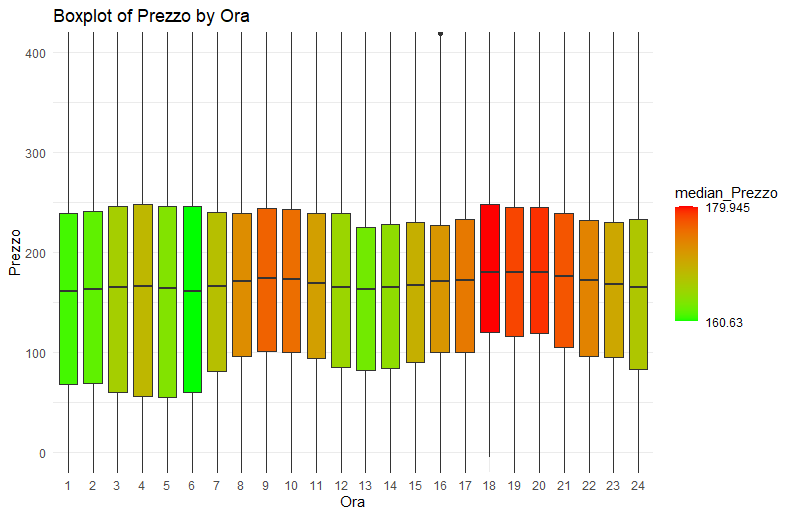 Boxplot of Prezzo by Ora
Prezzo
400
300
200
100
0
1 2 3 4 5 6 7 8 9 10 11 12 13 14 15 16 17 18 19 20 21 22 23 24
Ora
median_Prezzo
179.945
160.63